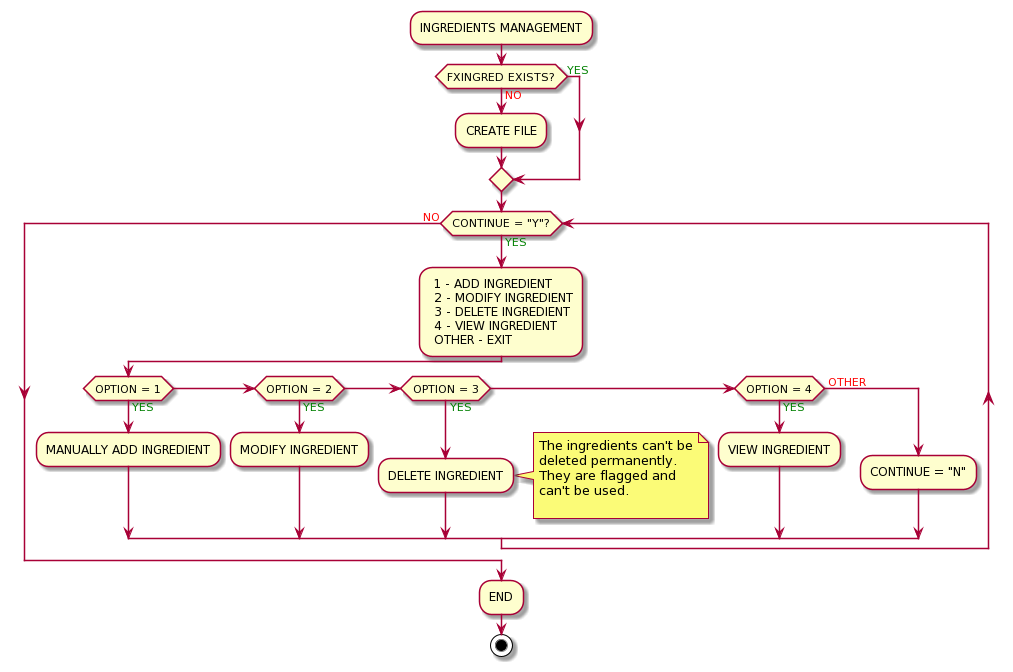 INGREDIENTS MANAGEMENT
FXINGRED EXISTS?
YES
NO
CREATE FILE
NO
CONTINUE = "Y"?
YES
1 - ADD INGREDIENT
2 - MODIFY INGREDIENT
3 - DELETE INGREDIENT
4 - VIEW INGREDIENT
OTHER - EXIT
OPTION = 1
YES
MANUALLY ADD INGREDIENT
OPTION = 2
YES
MODIFY INGREDIENT
OPTION = 3
YES
DELETE INGREDIENT
The ingredients can't be
deleted permanently.
They are flagged and
can't be used.
OPTION = 4
YES
VIEW INGREDIENT
OTHER
CONTINUE = "N"
END